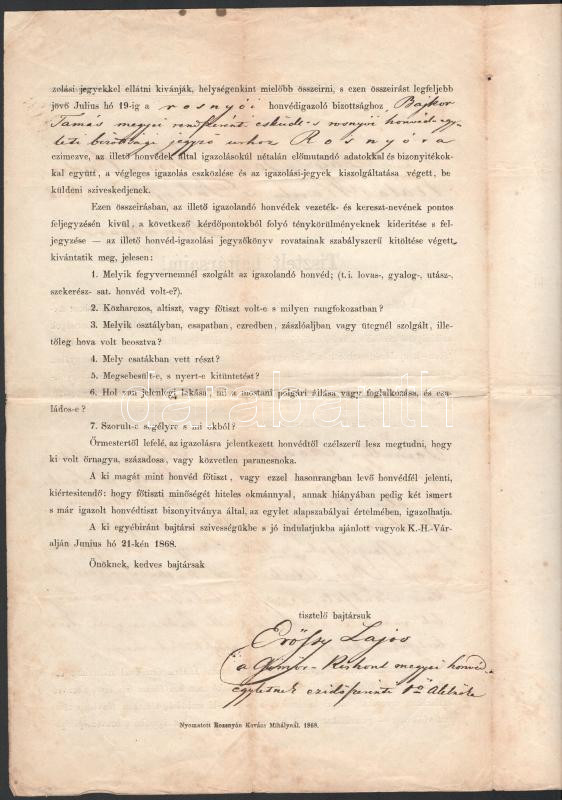 zolási-jegyekkel ellátni kivánják, helységenkint mielőbb összeirni, s ezen összeirást legfeljebb
jövő Julius hó 19-ig a rosnyói honvédigazoló bizottsághoz, Bajkor
Tamás megyei rendszerénti esküdt s rosnyói honvéd-egy-
leti bizottsági jegyző urhoz Rosnyóra
czimezve, az illető honvédek által igazolásokúl nétalán előmutandó adatokkal és bizonyitékok-
kal együtt, a végleges igazolás eszközlése és az igazolási-jegyek kiszolgáltatása végett, be
küldeni sziveskedjenek.
Ezen összeirásban, az illető igazolandó honvédek vezeték- és kereszt-nevének pontos
feljegyzésén kivül, a következő kérdőpontokból folyó ténykörülményeknek kideritése s fel-
jegyzése — az illető honvéd-igazolási jegyzőkönyv rovatainak szabályszerű kitöltése végett
kivántatik meg, jelesen:
1. Melyik fegyvernemnél szolgált az igazolandó honvéd; (t.i. lovas-, gyalog-, utász-,
szekerész- sat. honvéd volt-e?).
2. Közharczos, altiszt, vagy főtiszt volt-e s milyen rangfokozatban?
3. Melyik osztályban, csapatban, ezredben, zászlóaljban vagy ütegnél szolgált, ille-
tőleg hova volt beosztva?
4. Mely csatákban vett részt?
5. Megsebesült-e, s nyert-e kitüntetést?
6. Hol van jelenlegi lakása, mi a mostani polgári állása vagy foglalkozása, és csa-
ládos-e?
7. Szorult-e segélyre s mi okból?
Őrmestertől lefelé, az igazolásra jelentkezett honvédtől czélszerű lesz megtudni, hogy
ki volt őrnagya, századosa, vagy közvetlen parancsnoka.
A ki magát mint honvéd főtiszt, vagy ezzel hasonrangban levő honvédfél jelenti,
kiértesitendő: hogy főtiszti minőségét hiteles okmánnyal, annak hiányában pedig két ismert
s már igazolt honvédtiszt bizonyitványa által, az egylet alapszabályai értelmében, igazolhatja.
A ki egyébiránt bajtársi szivességükbe s jó indulatjukba ajánlott vagyok K.-H.-Vár-
alján Junius hó 21-kén 1868.
Önöknek, kedves bajtársak
tisztelő bajtársuk
Erőssy Lajos
a Gömör-Kishont megyei honvéd-
egyletnek ezidőszerinti 1ső Alelnöke
Nyomatott Rozsnyón Kovács Mihálynál. 1868.
darabanth